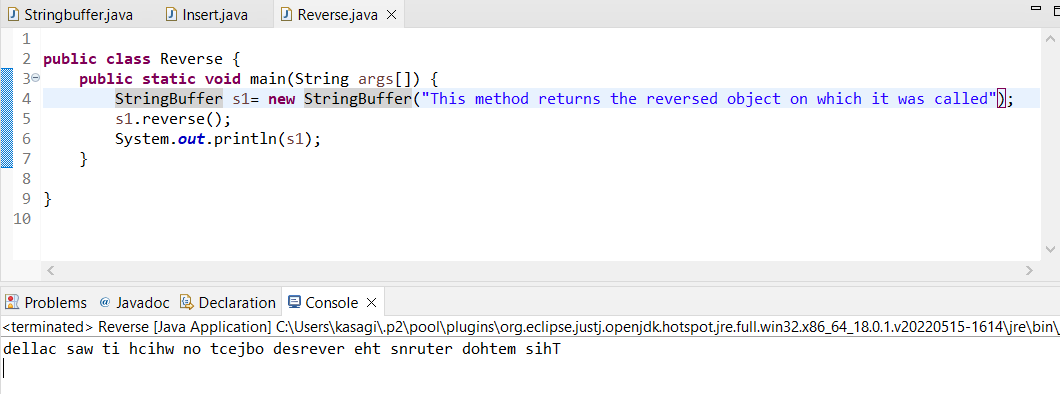 Stringbuffer.java Insert.java Reverse.java
1
2 public class Reverse {
3 public static void main(String args[]) {
4 StringBuffer s1= new StringBuffer("This method returns the reversed object on which it was called");
5 s1.reverse();
6 System.out.println(s1);
7 }
8
9 }
10
Problems @ Javadoc Declaration Console
<terminated> Reverse [Java Application] C:\Users\kasagi\.p2\pool\plugins\org.eclipse.justj.openjdk.hotspot.jre.full.win32.x86_64_18.0.1.v20220515-1614\jre\bin\
dellac saw ti hcihw no tcejbo desrever eht snruter dohtem sihT